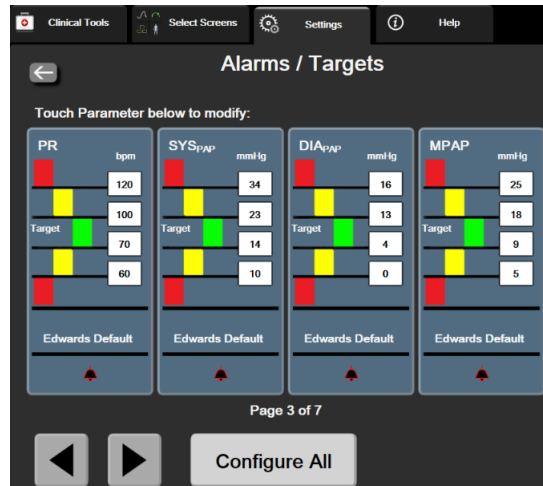 Clinical Tools Select Screens Settings Help
Alarms / Targets
Touch Parameter below to modify:
PR SYSPAP DIAPAP MPAP
bpm mmHg mmHg mmHg
120 34 16 25
100 23 13 18
Target Target Target Target
70 14 4 9
60 10 0 5
Edwards Default Edwards Default Edwards Default Edwards Default
Page 3 of 7
Configure All